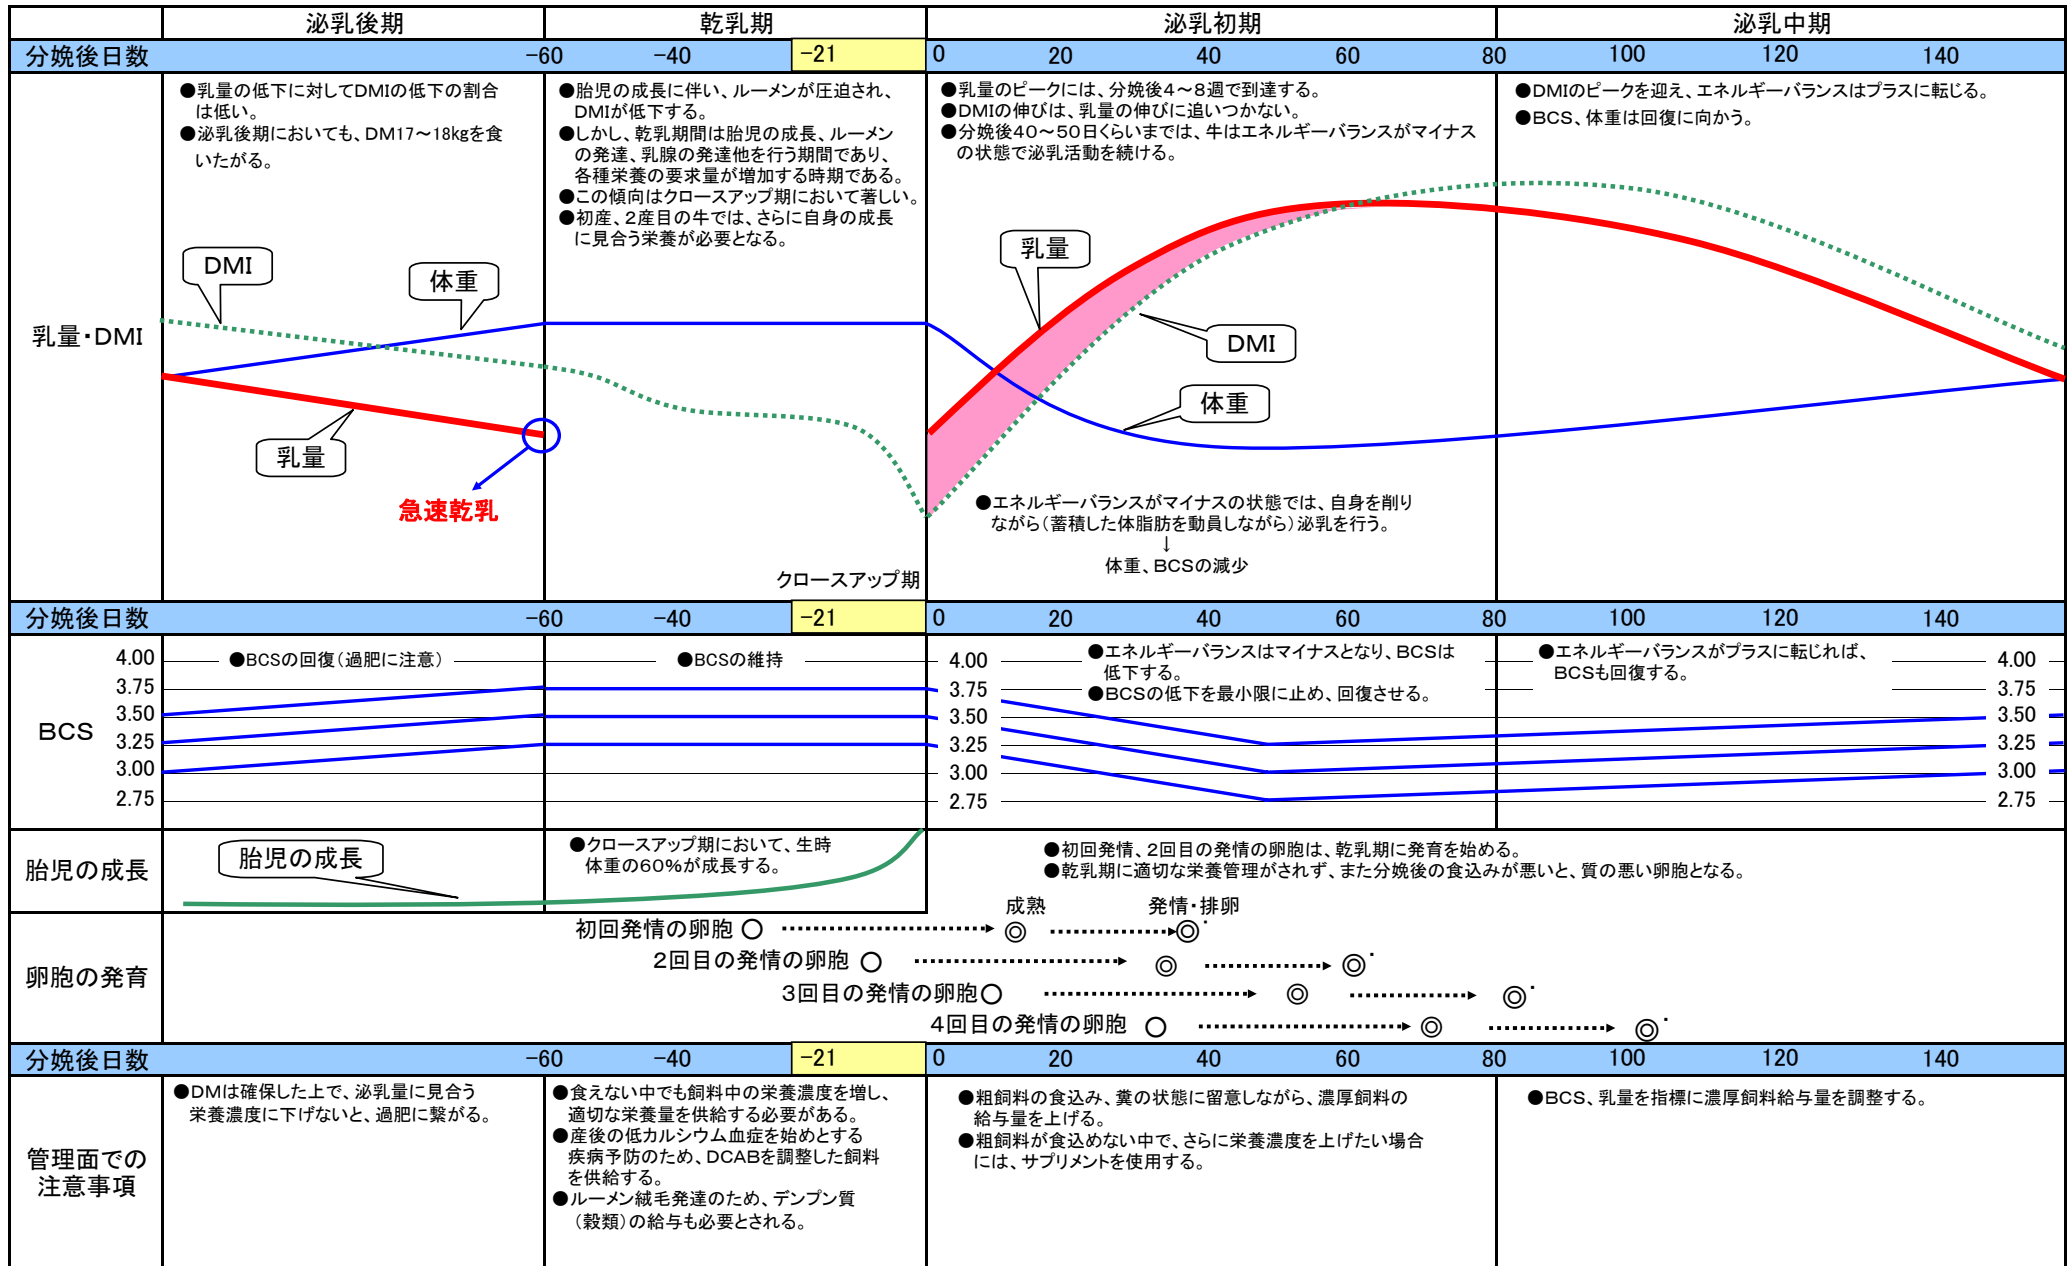 泌乳後期
乾乳期
泌乳初期
泌乳中期
分娩後日数
-60
-40
-21
0
20
40
60
80
100
120
140
乳量・DMI
●乳量の低下に対してDMIの低下の割合
は低い。
●泌乳後期においても、DM17～18kgを食
いたがる。
●胎児の成長に伴い、ルーメンが圧迫され、
DMIが低下する。
●しかし、乾乳期間は胎児の成長、ルーメン
の発達、乳腺の発達他を行う期間であり、
各種栄養の要求量が増加する時期である。
●この傾向はクロースアップ期において著しい。
●初産、2産目の牛では、さらに自身の成長
に見合う栄養が必要となる。
●乳量のピークには、分娩後4～8週で到達する。
●DMIの伸びは、乳量の伸びに追いつかない。
●分娩後40～50日くらいまでは、牛はエネルギーバランスがマイナス
の状態で泌乳活動を続ける。
●DMIのピークを迎え、エネルギーバランスはプラスに転じる。
●BCS、体重は回復に向かう。
DMI
体重
乳量
急速乾乳
乳量
DMI
体重
●エネルギーバランスがマイナスの状態では、自身を削り
ながら（蓄積した体脂肪を動員しながら）泌乳を行う。
↓
体重、BCSの減少
クロースアップ期
分娩後日数
-60
-40
-21
0
20
40
60
80
100
120
140
BCS
4.00
3.75
3.50
3.25
3.00
2.75
●BCSの回復（過肥に注意）
●BCSの維持
4.00
3.75
3.50
3.25
3.00
2.75
●エネルギーバランスはマイナスとなり、BCSは
低下する。
●BCSの低下を最小限に止め、回復させる。
●エネルギーバランスがプラスに転じれば、
BCSも回復する。
4.00
3.75
3.50
3.25
3.00
2.75
胎児の成長
胎児の成長
●クロースアップ期において、生時
体重の60％が成長する。
●初回発情、2回目の発情の卵胞は、乾乳期に発育を始める。
●乾乳期に適切な栄養管理がされず、また分娩後の食込みが悪いと、質の悪い卵胞となる。
卵胞の発育
成熟
発情・排卵
初回発情の卵胞 ○ ◎ ◎
2回目の発情の卵胞 ○ ◎ ◎
3回目の発情の卵胞○ ◎ ◎
4回目の発情の卵胞 ○ ◎ ◎
分娩後日数
-60
-40
-21
0
20
40
60
80
100
120
140
管理面での
注意事項
●DMは確保した上で、泌乳量に見合う
栄養濃度に下げないと、過肥に繋がる。
●食えない中でも飼料中の栄養濃度を増し、
適切な栄養量を供給する必要がある。
●産後の低カルシウム血症を始めとする
疾病予防のため、DCABを調整した飼料
を供給する。
●ルーメン絨毛発達のため、デンプン質
（穀類）の給与も必要とされる。
●粗飼料の食込み、糞の状態に留意しながら、濃厚飼料の
給与量を上げる。
●粗飼料が食込めない中で、さらに栄養濃度を上げたい場合
には、サプリメントを使用する。
●BCS、乳量を指標に濃厚飼料給与量を調整する。